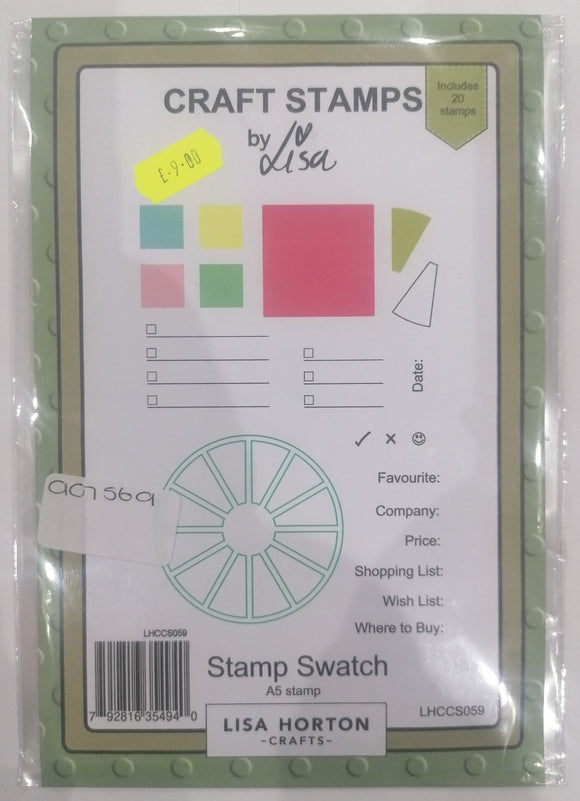 CRAFT STAMPS
by Lisa
Includes
20
stamps
£9.00
Date:
Favourite:
Company:
Price:
Shopping List:
Wish List:
Where to Buy:
a07569
LHCCS059
7 92816 35494 0
Stamp Swatch
A5 stamp
LHCCS059
LISA HORTON
-CRAFTS-